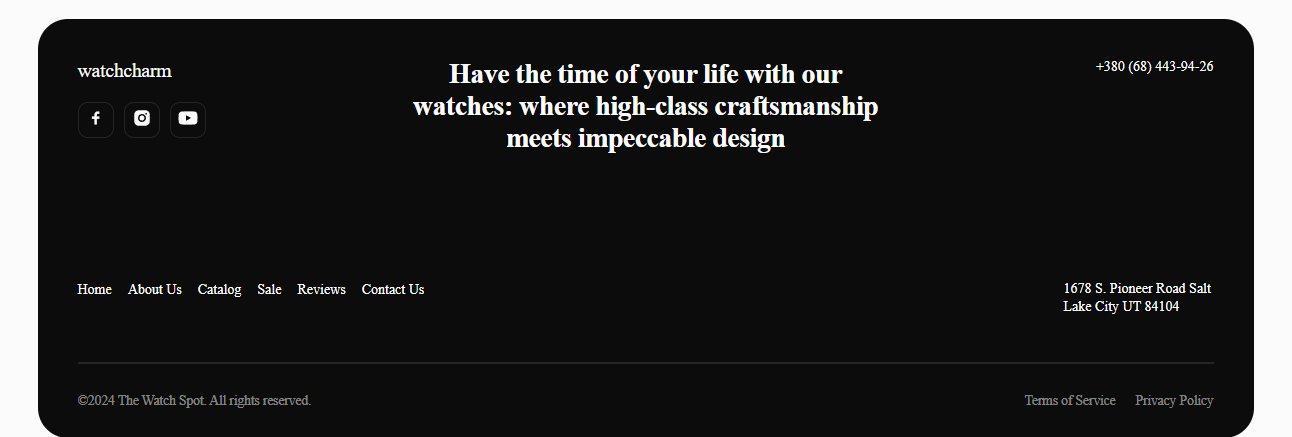 watchcharm
Have the time of your life with our
watches: where high-class craftsmanship
meets impeccable design
+380 (68) 443-94-26
Home About Us Catalog Sale Reviews Contact Us
1678 S. Pioneer Road Salt
Lake City UT 84104
©2024 The Watch Spot. All rights reserved.
Terms of Service Privacy Policy